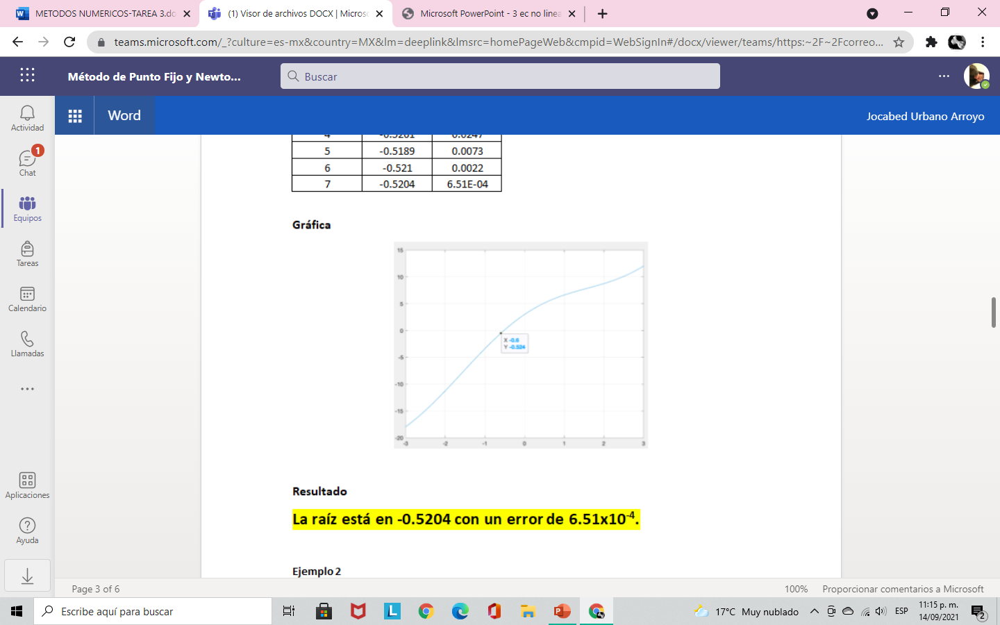 METODOS NUMERICOS-TAREA 3.do
(1) Visor de archivos DOCX | Micros
Microsoft PowerPoint - 3 ec no linea
teams.microsoft.com/_?culture=es-mx&country=MX&lm=deeplink&lmsrc=homePageWeb&cmpid=WebSignIn#/docx/viewer/teams/https:~2F~2Fcorreo...
Método de Punto Fijo y Newto...
Buscar
Word
Jocabed Urbano Arroyo
Actividad
1
Chat
Equipos
Tareas
Calendario
Llamadas
Aplicaciones
Ayuda
4 -0.5261 0.0247
5 -0.5189 0.0073
6 -0.521 0.0022
7 -0.5204 6.51E-04
Gráfica
15
10
5
0
-5
-10
-15
-20
-3 -2 -1 0 1 2 3
X -0.6
Y -0.524
Resultado
La raíz está en -0.5204 con un error de 6.51x10⁻⁴.
Ejemplo 2
Page 3 of 6
100%
Proporcionar comentarios a Microsoft
Escribe aquí para buscar
17°C Muy nublado
ESP
11:15 p. m.
14/09/2021
2